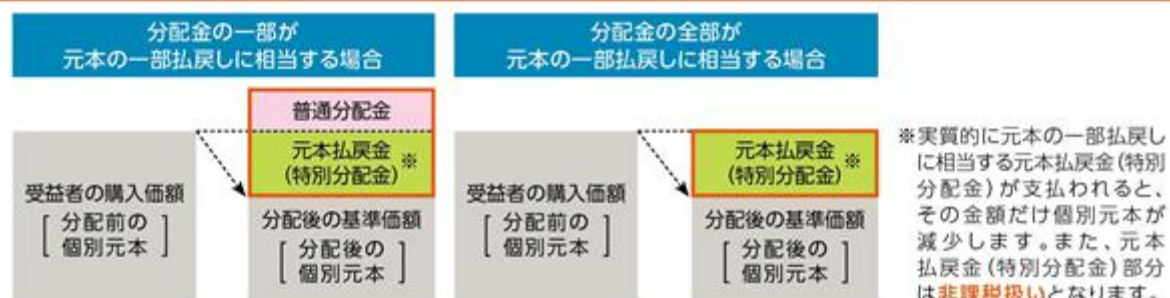 分配金の一部が
元本の一部払戻しに相当する場合
普通分配金
元本払戻金
(特別分配金)
※
受益者の購入価額
[ 分配前の
個別元本 ]
分配後の基準価額
[ 分配後の
個別元本 ]
分配金の全部が
元本の一部払戻しに相当する場合
元本払戻金
(特別分配金)
※
受益者の購入価額
[ 分配前の
個別元本 ]
分配後の基準価額
[ 分配後の
個別元本 ]
※実質的に元本の一部払戻し
に相当する元本払戻金(特別
分配金)が支払われると、
その金額だけ個別元本が
減少します。また、元本
払戻金(特別分配金)部分
は非課税扱いとなります。